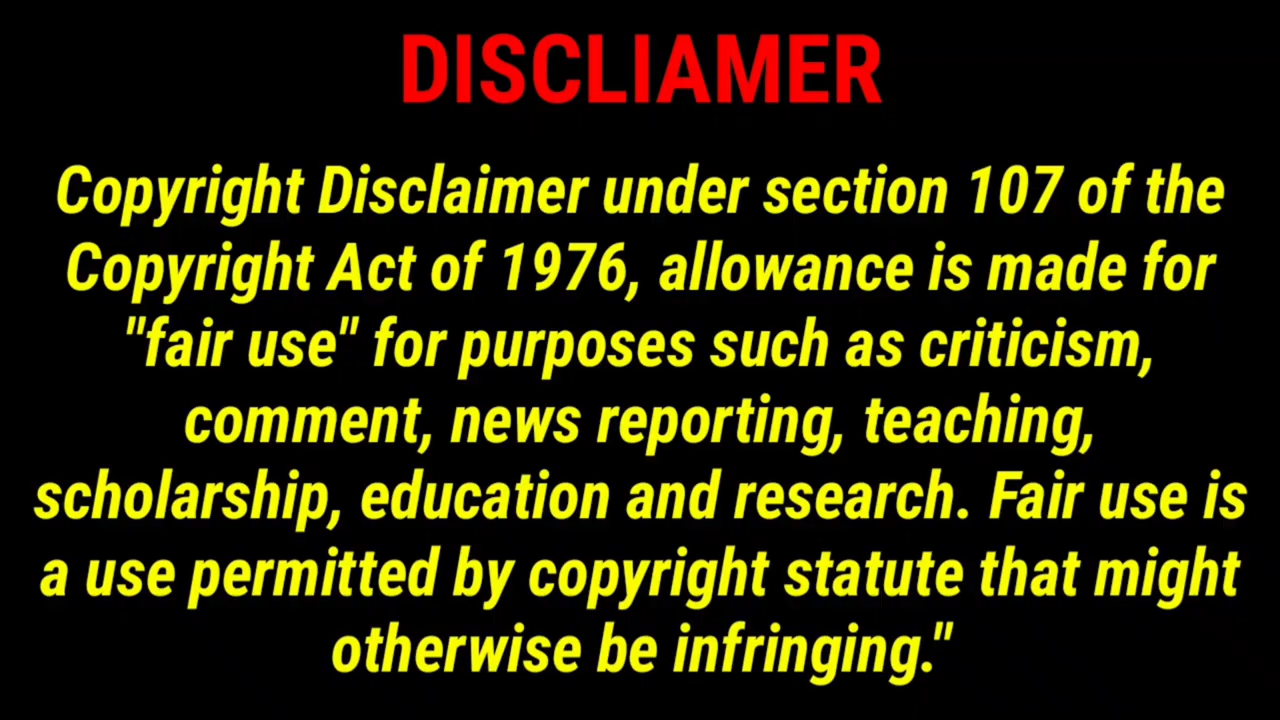 DISCLIAMER
Copyright Disclaimer under section 107 of the
Copyright Act of 1976, allowance is made for
"fair use" for purposes such as criticism,
comment, news reporting, teaching,
scholarship, education and research. Fair use is
a use permitted by copyright statute that might
otherwise be infringing."